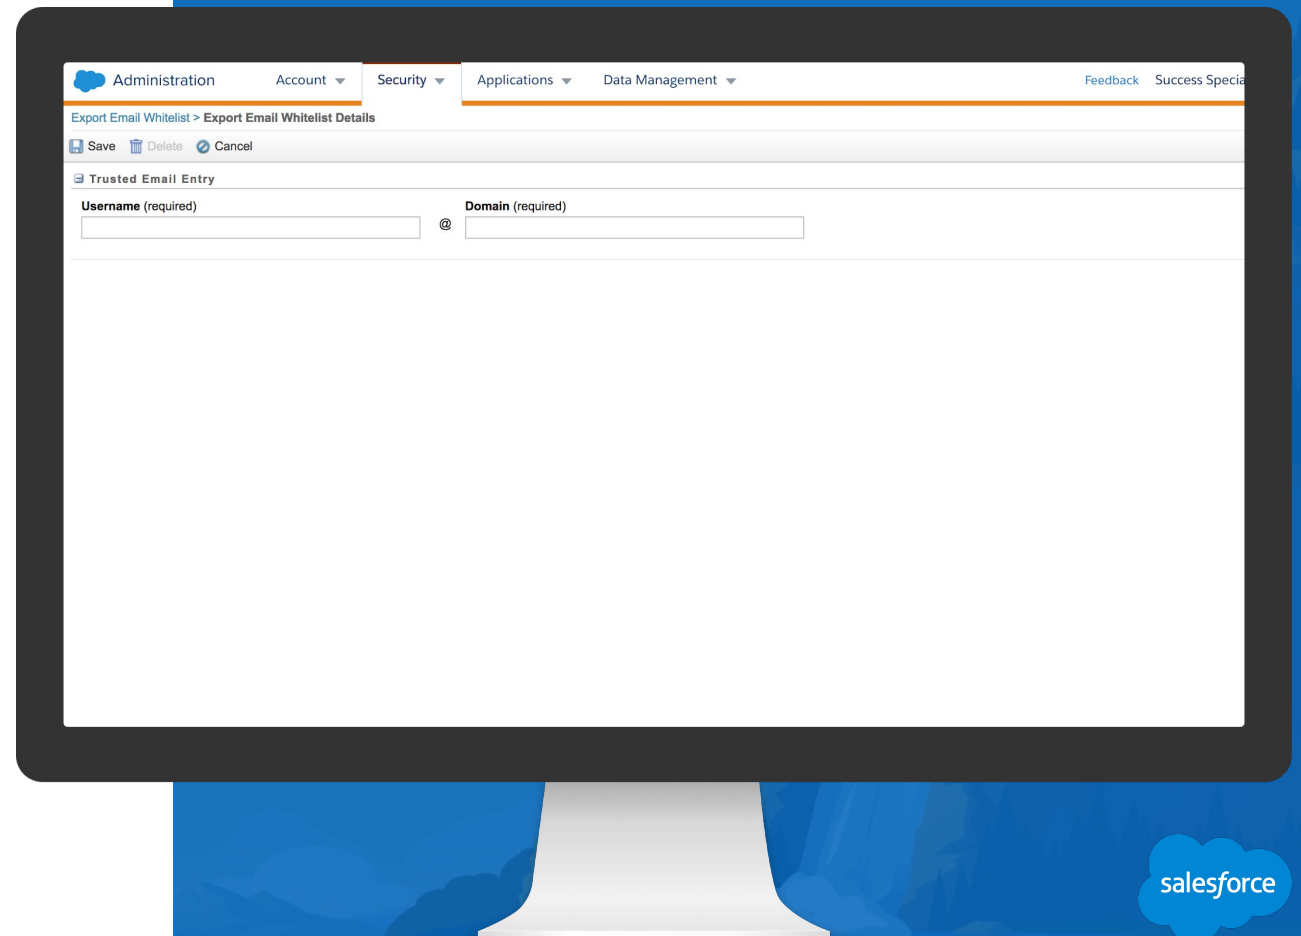 Administration Account Security Applications Data Management Feedback Success Specia
Export Email Whitelist > Export Email Whitelist Details
Save Delete Cancel
Trusted Email Entry
Username (required) Domain (required)
@
salesforce